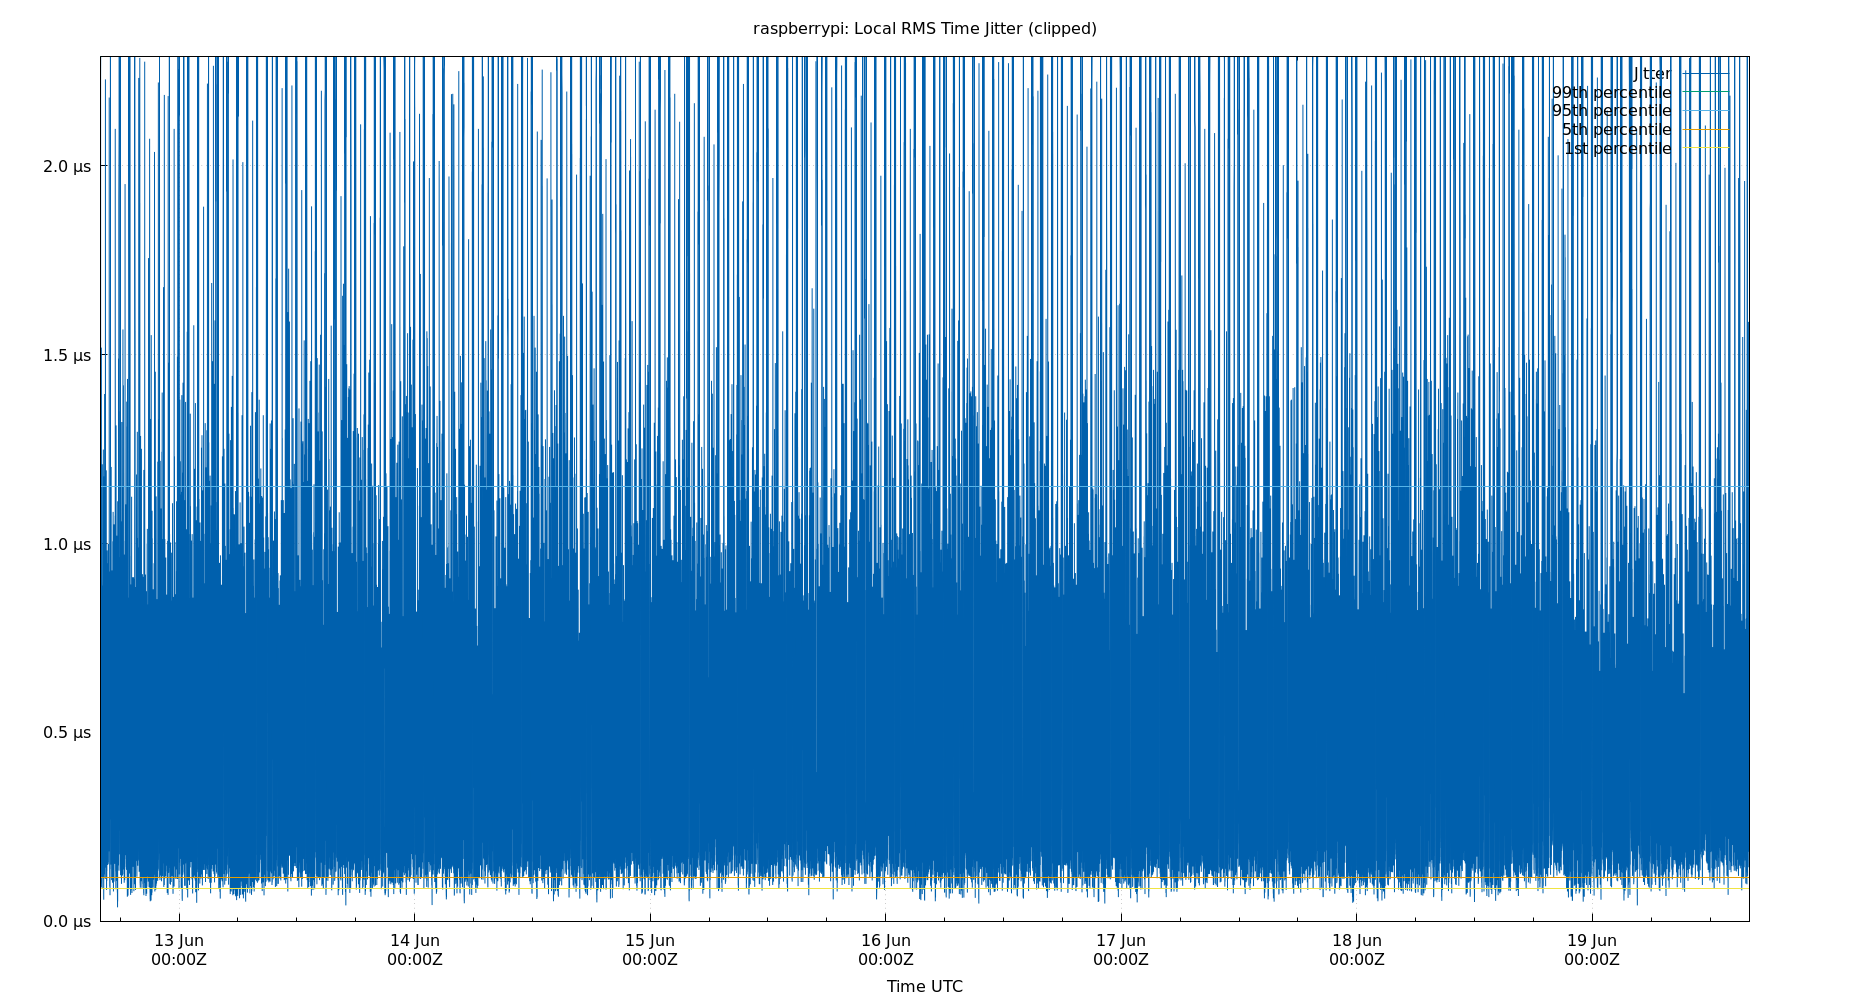 raspberrypi: Local RMS Time Jitter (clipped)
Jitter
99th percentile
95th percentile
5th percentile
1st percentile
2.0 µs
1.5 µs
1.0 µs
0.5 µs
0.0 µs
13 Jun
00:00Z
14 Jun
00:00Z
15 Jun
00:00Z
16 Jun
00:00Z
17 Jun
00:00Z
18 Jun
00:00Z
19 Jun
00:00Z
Time UTC